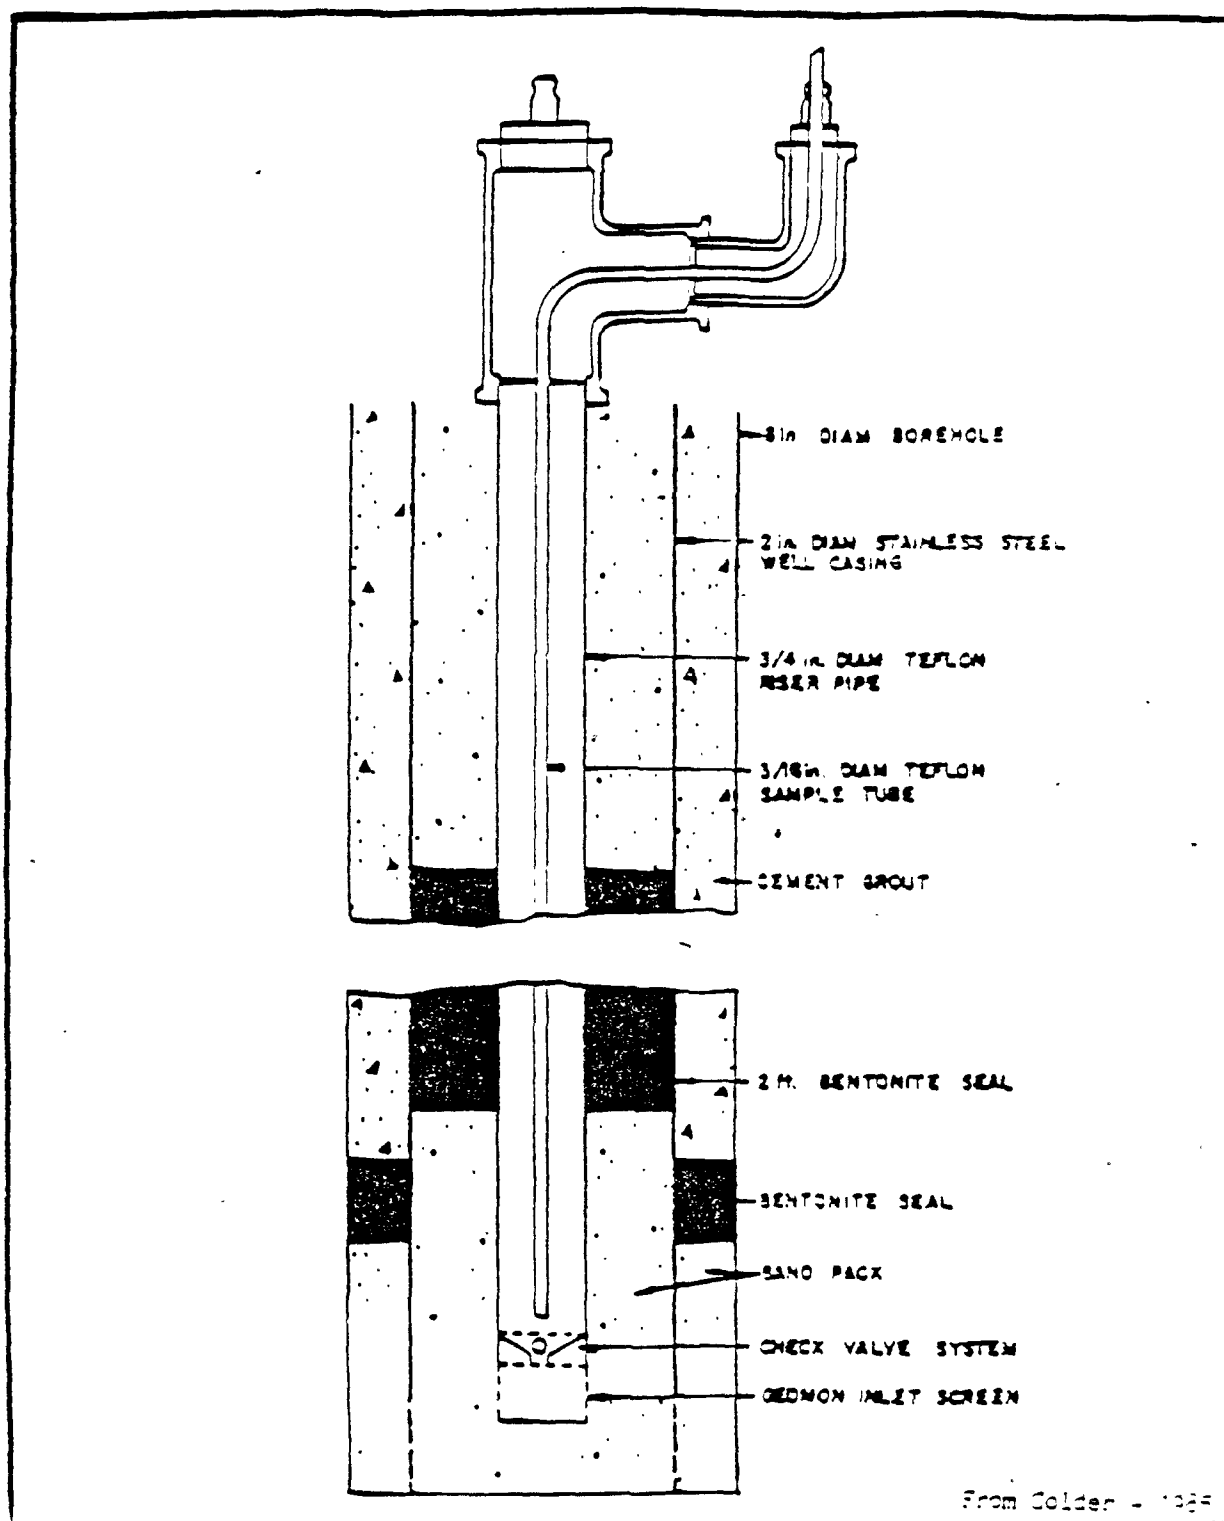 DIAM BOREHOLE
2 in. DIAM STAINLESS STEEL
WELL CASING
3/4 in. DIAM TEFLON
RISER PIPE
3/16 in. DIAM TEFLON
SAMPLE TUBE
CEMENT GROUT
2 ft. BENTONITE SEAL
BENTONITE SEAL
SAND PACK
CHECK VALVE SYSTEM
GEOMON INLET SCREEN
From Golder -